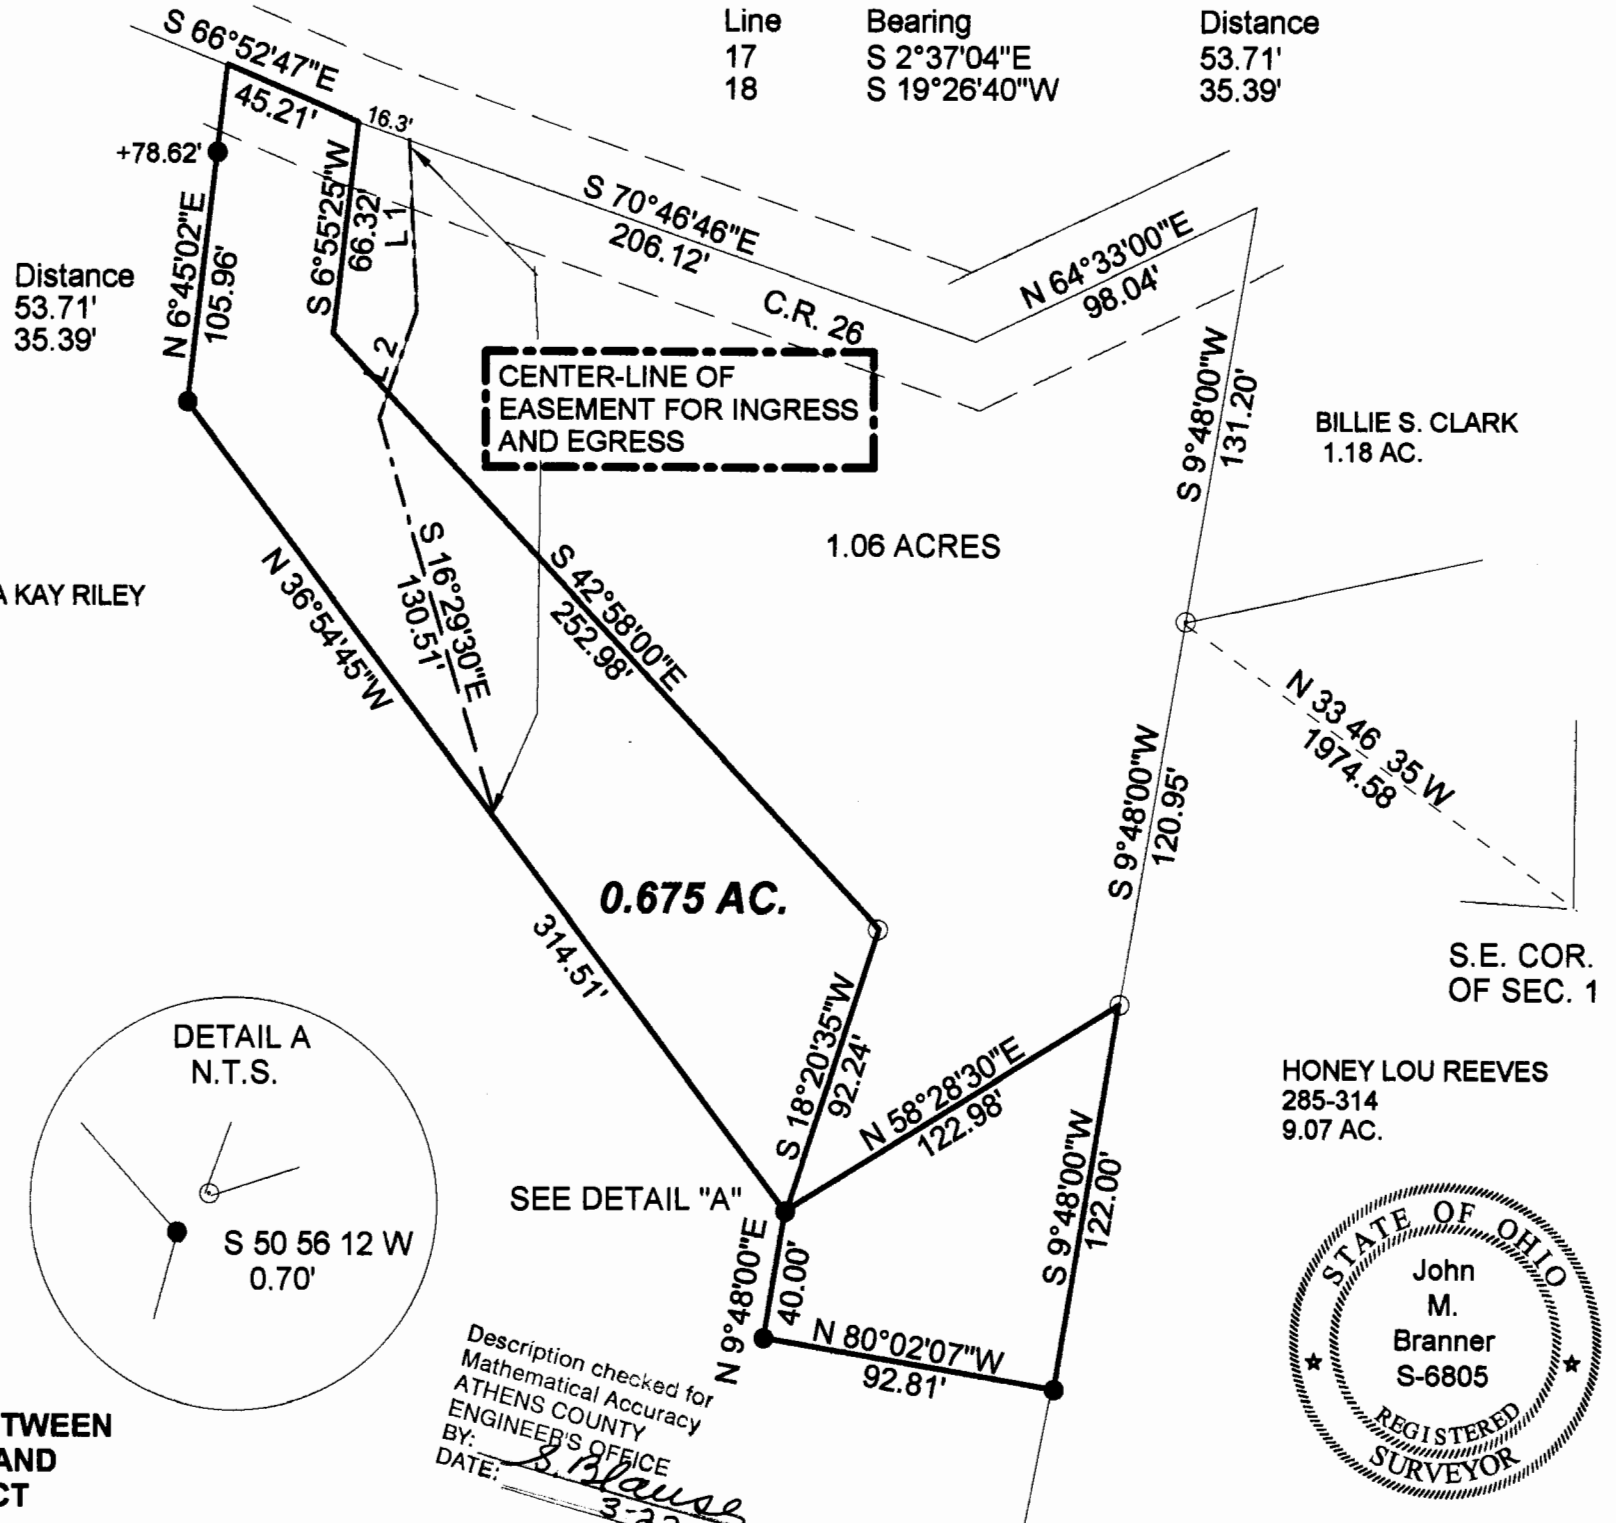 Line Bearing Distance
17 S 2°37'04"E 53.71'
18 S 19°26'40"W 35.39'
S 66°52'47"E
45.21'
16.3'
+78.62'
N 6°45'02"E
105.96'
S 6°55'25"W
66.32'
L 1
L 2
S 70°46'46"E
206.12'
C.R. 26
N 64°33'00"E
98.04'
Distance
53.71'
35.39'
CENTER-LINE OF
EASEMENT FOR INGRESS
AND EGRESS
S 9°48'00"W
131.20'
BILLIE S. CLARK
1.18 AC.
1.06 ACRES
A KAY RILEY
N 36°54'45"W
314.51'
S 16°29'30"E
130.51'
S 42°58'00"E
252.98'
N 33 46 35 W
1974.58
S 9°48'00"W
120.95'
0.675 AC.
S.E. COR.
OF SEC. 1
S 18°20'35"W
92.24'
N 58°28'30"E
122.98'
HONEY LOU REEVES
285-314
9.07 AC.
DETAIL A
N.T.S.
S 50 56 12 W
0.70'
SEE DETAIL "A"
S 9°48'00"W
122.00'
N 9°48'00"E
40.00'
N 80°02'07"W
92.81'
STATE OF OHIO
John
M.
Branner
S-6805
REGISTERED
SURVEYOR
Description checked for
Mathematical Accuracy
ATHENS COUNTY
ENGINEER'S OFFICE
BY: S. Blause
DATE:
TWEEN
AND
CT